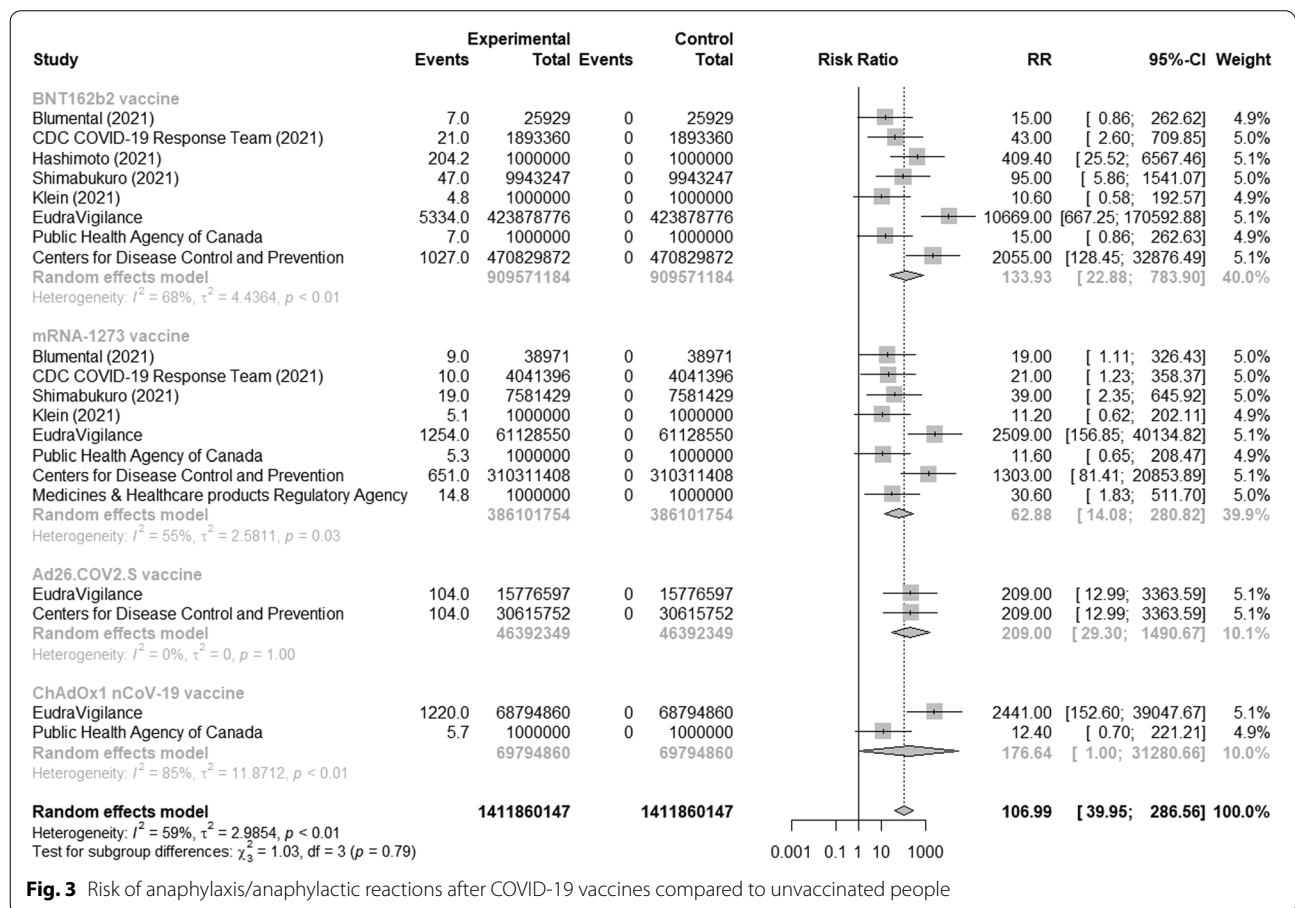 Experimental Control
Study Events Total Events Total Risk Ratio RR 95%-CI Weight
BNT162b2 vaccine
Blumental (2021) 7.0 25929 0 25929 15.00 [ 0.86; 262.62] 4.9%
CDC COVID-19 Response Team (2021) 21.0 1893360 0 1893360 43.00 [ 2.60; 709.85] 5.0%
Hashimoto (2021) 204.2 1000000 0 1000000 409.40 [ 25.52; 6567.46] 5.1%
Shimabukuro (2021) 47.0 9943247 0 9943247 95.00 [ 5.86; 1541.07] 5.0%
Klein (2021) 4.8 1000000 0 1000000 10.60 [ 0.58; 192.57] 4.9%
EudraVigilance 5334.0 423878776 0 423878776 10669.00 [667.25; 170592.88] 5.1%
Public Health Agency of Canada 7.0 1000000 0 1000000 15.00 [ 0.86; 262.63] 4.9%
Centers for Disease Control and Prevention 1027.0 470829872 0 470829872 2055.00 [128.45; 32876.49] 5.1%
Random effects model 909571184 909571184 133.93 [ 22.88; 783.90] 40.0%
Heterogeneity: I² = 68%, τ² = 4.4364, p < 0.01
mRNA-1273 vaccine
Blumental (2021) 9.0 38971 0 38971 19.00 [ 1.11; 326.43] 5.0%
CDC COVID-19 Response Team (2021) 10.0 4041396 0 4041396 21.00 [ 1.23; 358.37] 5.0%
Shimabukuro (2021) 19.0 7581429 0 7581429 39.00 [ 2.35; 645.92] 5.0%
Klein (2021) 5.1 1000000 0 1000000 11.20 [ 0.62; 202.11] 4.9%
EudraVigilance 1254.0 61128550 0 61128550 2509.00 [156.85; 40134.82] 5.1%
Public Health Agency of Canada 5.3 1000000 0 1000000 11.60 [ 0.65; 208.47] 4.9%
Centers for Disease Control and Prevention 651.0 310311408 0 310311408 1303.00 [ 81.41; 20853.89] 5.1%
Medicines & Healthcare products Regulatory Agency 14.8 1000000 0 1000000 30.60 [ 1.83; 511.70] 5.0%
Random effects model 386101754 386101754 62.88 [ 14.08; 280.82] 39.9%
Heterogeneity: I² = 55%, τ² = 2.5811, p = 0.03
Ad26.COV2.S vaccine
EudraVigilance 104.0 15776597 0 15776597 209.00 [ 12.99; 3363.59] 5.1%
Centers for Disease Control and Prevention 104.0 30615752 0 30615752 209.00 [ 12.99; 3363.59] 5.1%
Random effects model 46392349 46392349 209.00 [ 29.30; 1490.67] 10.1%
Heterogeneity: I² = 0%, τ² = 0, p = 1.00
ChAdOx1 nCoV-19 vaccine
EudraVigilance 1220.0 68794860 0 68794860 2441.00 [152.60; 39047.67] 5.1%
Public Health Agency of Canada 5.7 1000000 0 1000000 12.40 [ 0.70; 221.21] 4.9%
Random effects model 69794860 69794860 176.64 [ 1.00; 31280.66] 10.0%
Heterogeneity: I² = 85%, τ² = 11.8712, p < 0.01
Random effects model 1411860147 1411860147 106.99 [ 39.95; 286.56] 100.0%
Heterogeneity: I² = 59%, τ² = 2.9854, p < 0.01
Test for subgroup differences: χ²₃ = 1.03, df = 3 (p = 0.79)
0.001 0.1 1 10 1000
Fig. 3 Risk of anaphylaxis/anaphylactic reactions after COVID-19 vaccines compared to unvaccinated people